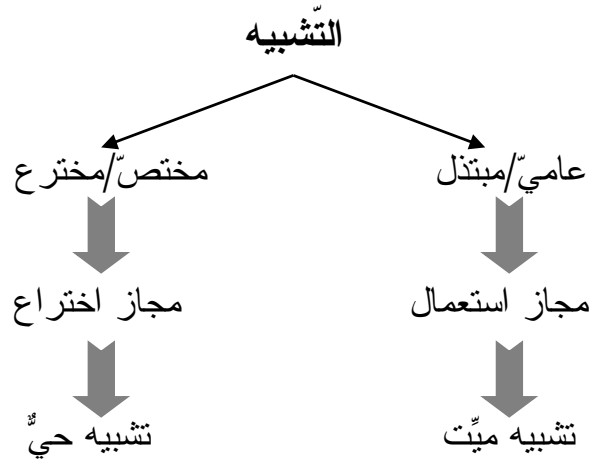 التّشبيه
عاميّ/مبتذل
مختصّ/مخترع
مجاز استعمال
مجاز اختراع
تشبيه ميِّت
تشبيه حيٌّ